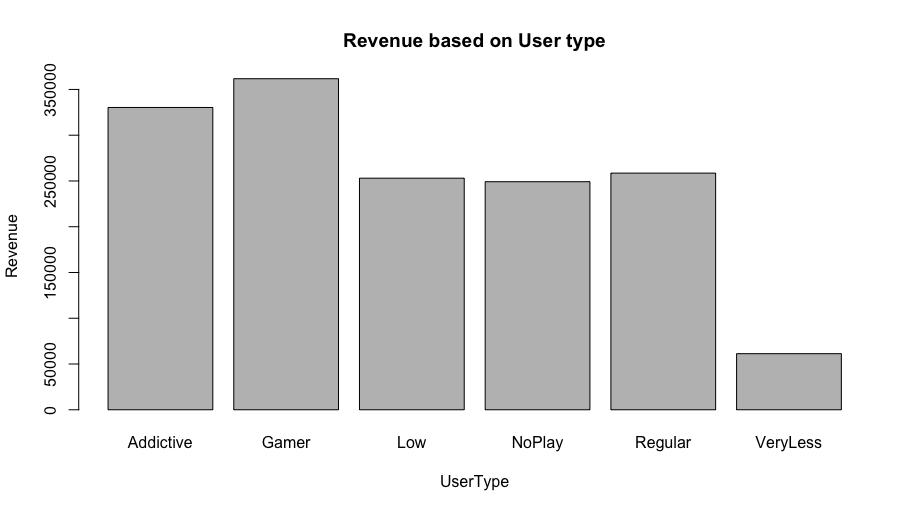 Revenue based on User type
Revenue
350000
250000
150000
50000
0
Addictive Gamer Low NoPlay Regular VeryLess
UserType